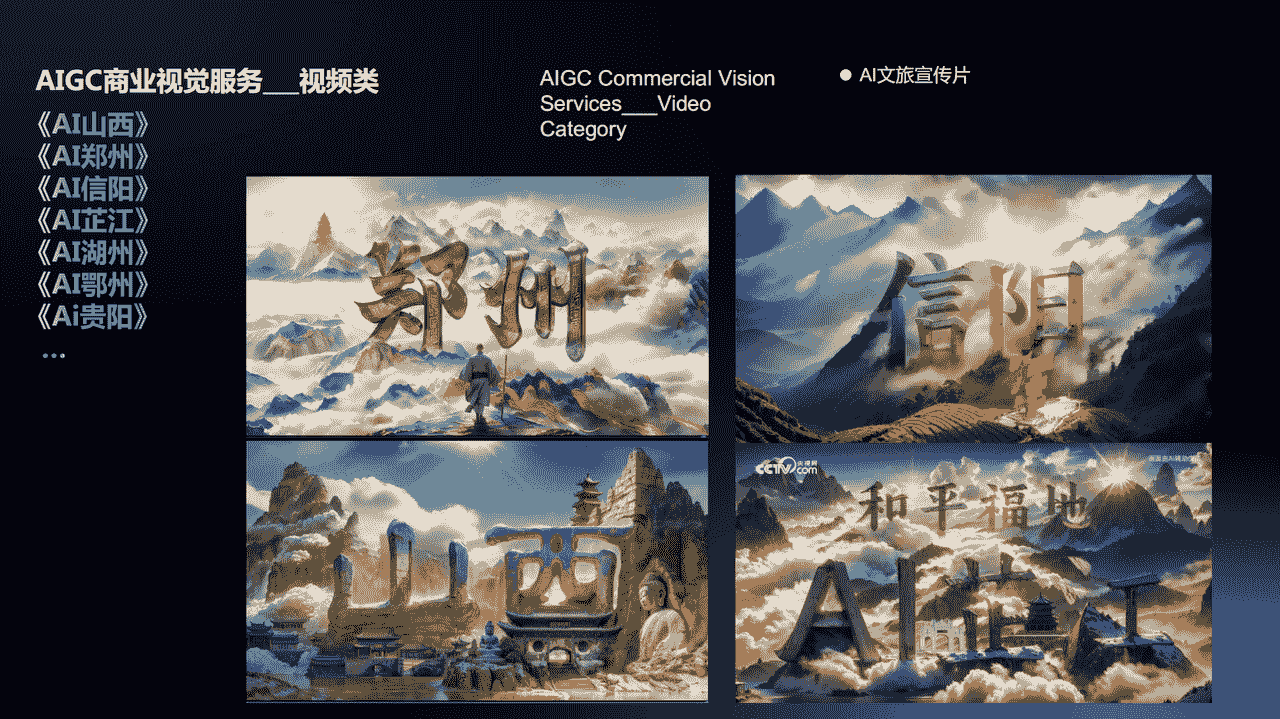 AIGC商业视觉服务___视频类
《AI山西》
《AI郑州》
《AI信阳》
《AI芷江》
《AI湖州》
《AI鄂州》
《Ai贵阳》
...
AIGC Commercial Vision
Services___Video
Category
● AI文旅宣传片
郑州
信阳
山西
CCTV.com 央视网
和平福地
AI芷江